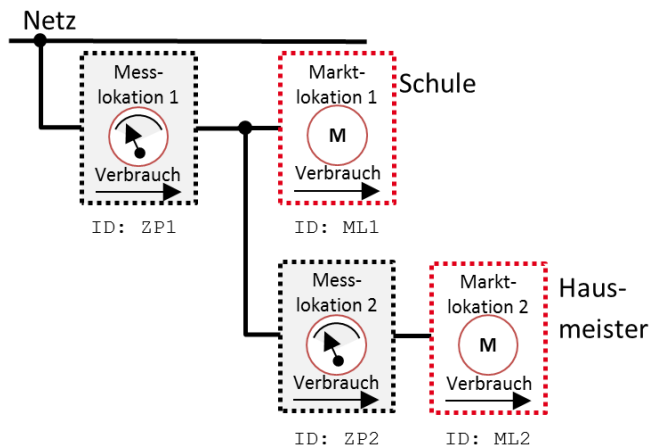 Netz
Mess-
lokation 1
Verbrauch
ID: ZP1
Markt-
lokation 1
M
Verbrauch
ID: ML1
Schule
Mess-
lokation 2
Verbrauch
ID: ZP2
Markt-
lokation 2
M
Verbrauch
ID: ML2
Haus-
meister